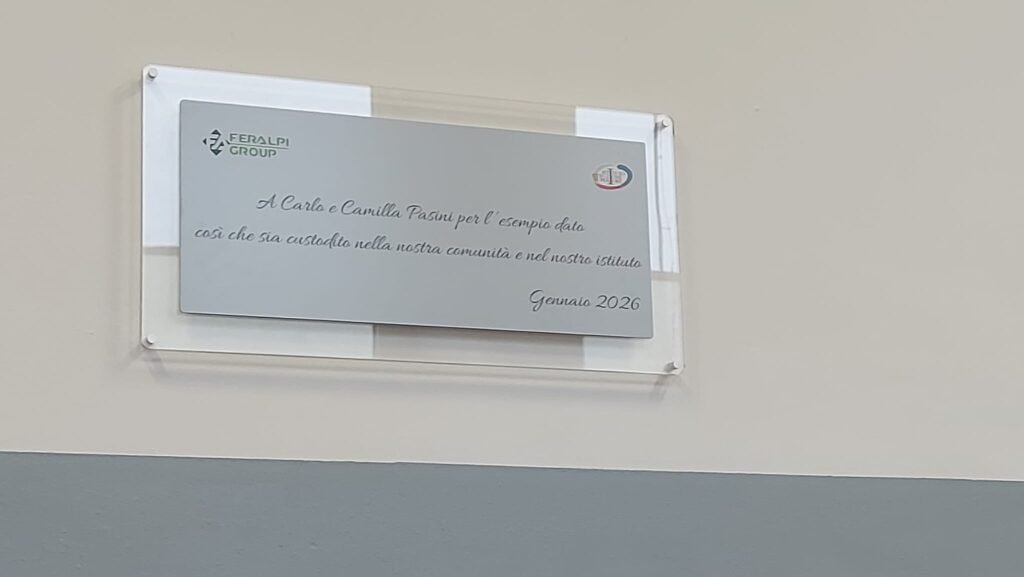 FERALPI
GROUP
A Carlo e Camilla Pasini per l'esempio dato
così che sia custodito nella nostra comunità e nel nostro istituto
Gennaio 2026